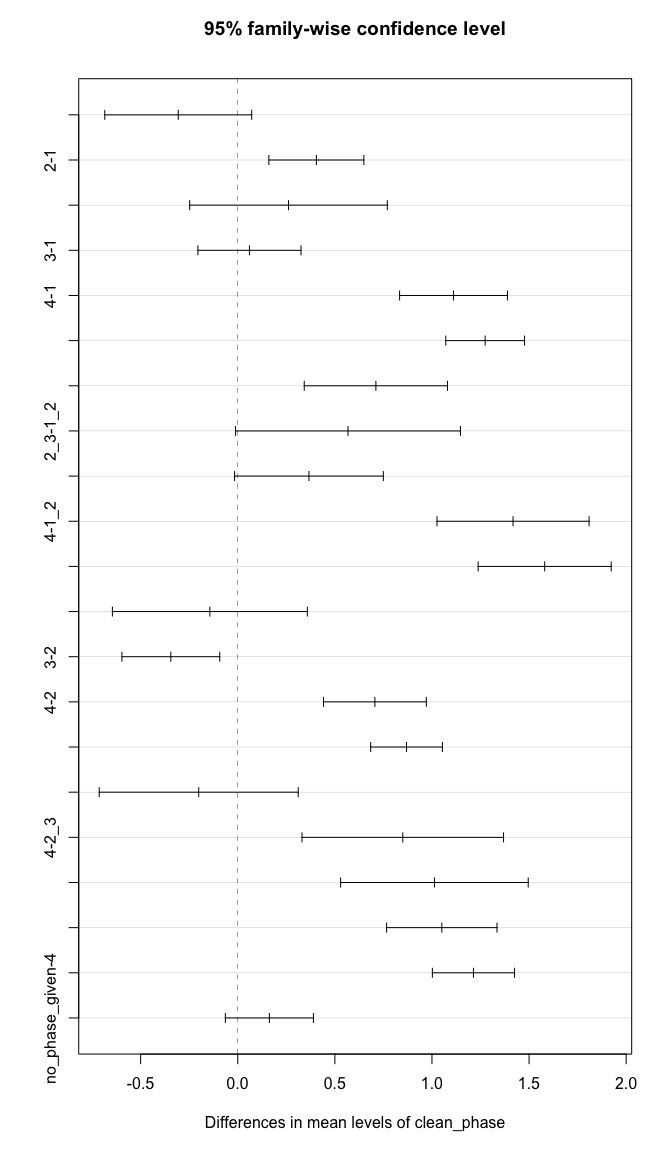 95% family-wise confidence level
2-1
3-1
4-1
2_3-1_2
4-1_2
3-2
4-2
4-2_3
no_phase_given-4
-0.5 0.0 0.5 1.0 1.5 2.0
Differences in mean levels of clean_phase